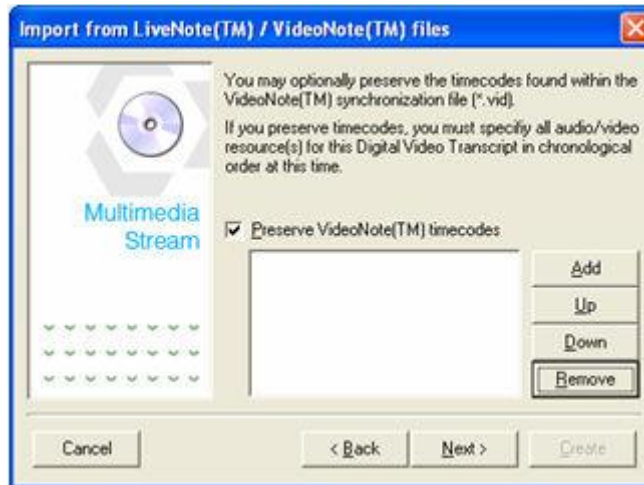 Import from LiveNote(TM) / VideoNote(TM) files
You may optionally preserve the timecodes found within the
VideoNote(TM) synchronization file (*.vid).
If you preserve timecodes, you must specifiy all audio/video
resource(s) for this Digital Video Transcript in chronological
order at this time.
Multimedia
Stream
Preserve VideoNote(TM) timecodes
Add
Up
Down
Remove
Cancel
< Back
Next >
Create